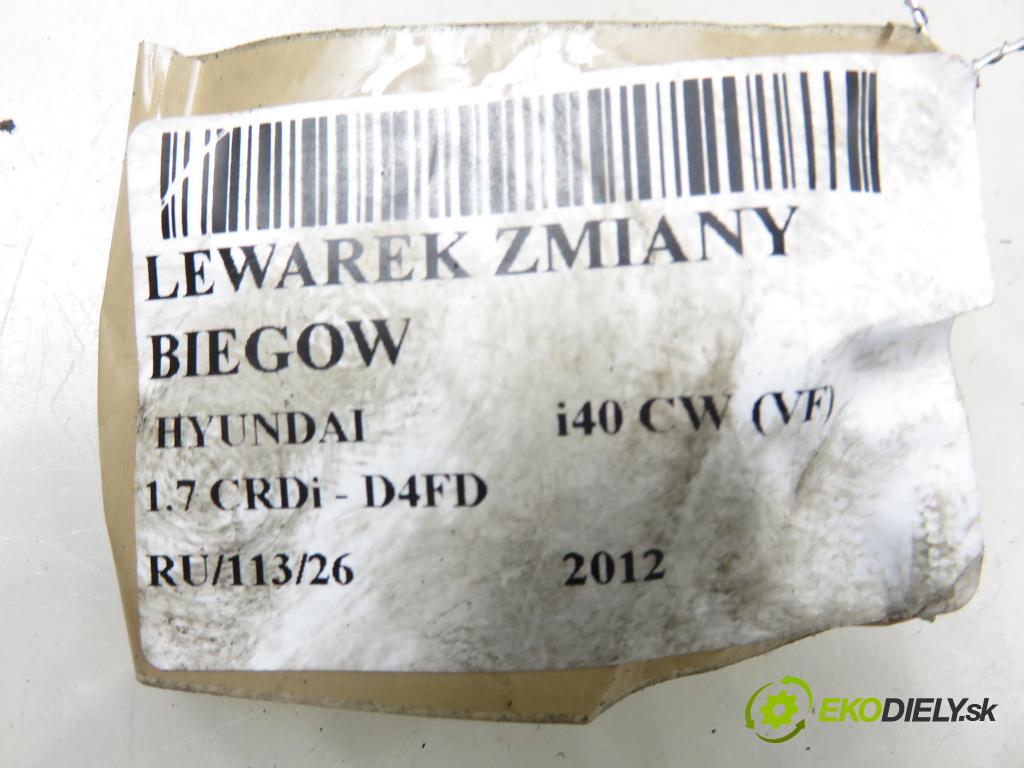 LEWAREK ZMIANY
BIEGOW
HYUNDAI i40 CW (VF)
1.7 CRDi - D4FD
RU/113/26 2012
EKODIELY.sk